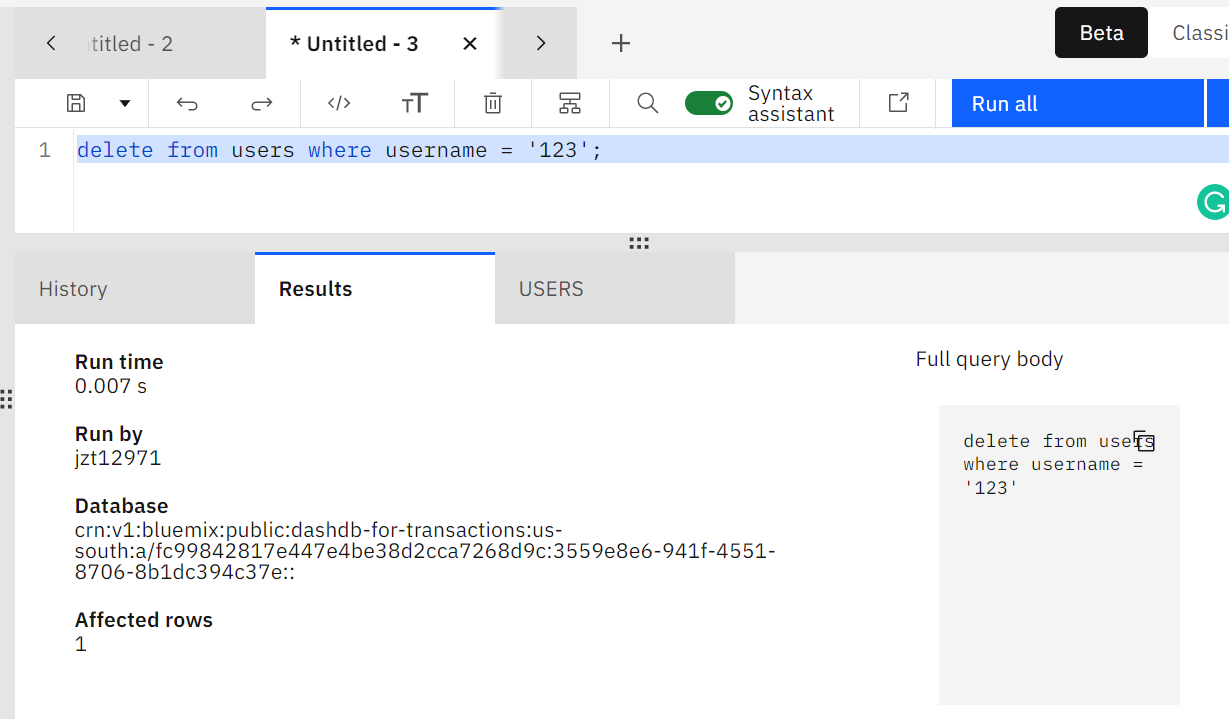 titled - 2
* Untitled - 3
Beta
Classi
</>
TT
Syntax
assistant
Run all
1 delete from users where username = '123';
History
Results
USERS
Run time
0.007 s
Full query body
Run by
jzt12971
delete from users
where username =
'123'
Database
crn:v1:bluemix:public:dashdb-for-transactions:us-
south:a/fc99842817e447e4be38d2cca7268d9c:3559e8e6-941f-4551-
8706-8b1dc394c37e::
Affected rows
1